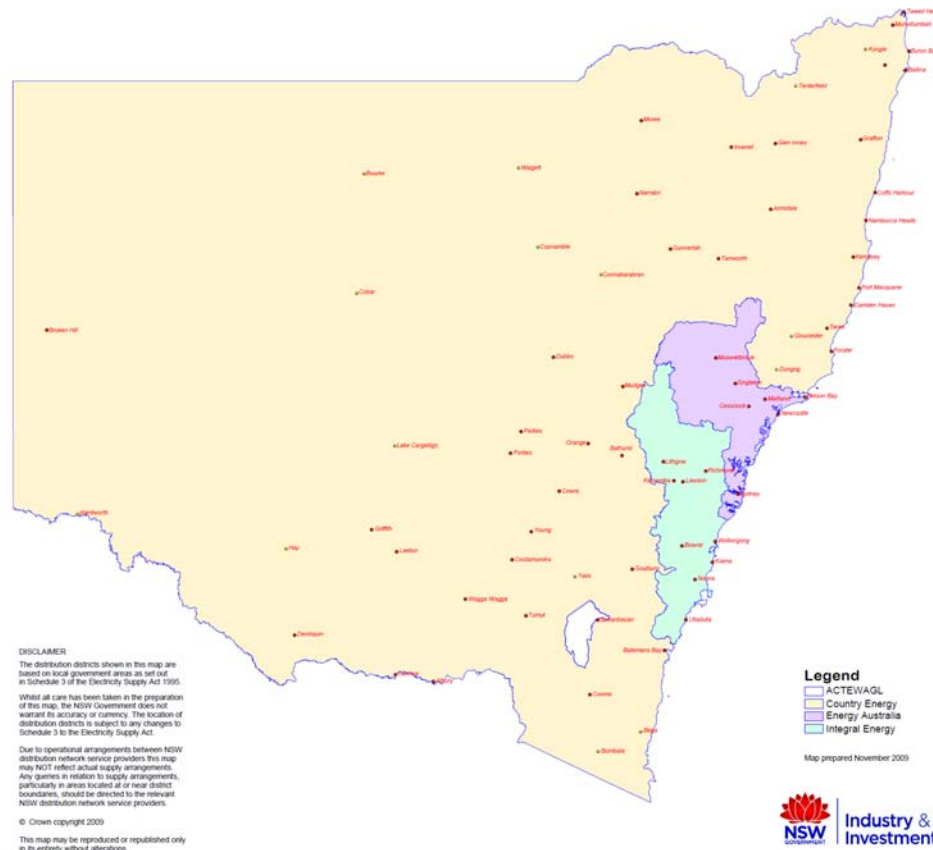 Tweed He
Murwillumbah
Kyogle
Byron Ba
Ballina
Tenterfield
Moree
Grafton
Inverell
Glen Innes
Walgett
Bourke
Narrabri
Coffs Harbour
Armidale
Nambucca Heads
Coonamble
Gunnedah
Tamworth
Kempsey
Coonabarabran
Port Macquarie
Cobar
Camden Haven
Broken Hill
Taree
Gloucester
Forster
Dubbo
Muswellbrook
Dungog
Singleton
Mudgee
Maitland
Nelson Bay
Cessnock
Newcastle
Parkes
Orange
Lake Cargelligo
Forbes
Bathurst
Lithgow
Richmond
Katoomba
Lawson
Cowra
Sydney
Wentworth
Griffith
Young
Wollongong
Bowral
Hay
Leeton
Cootamundra
Kiama
Goulburn
Yass
Nowra
Wagga Wagga
Tumut
Queanbeyan
Ulladulla
Deniliquin
Batemans Bay
Albury
Cooma
Bega
Bombala
DISCLAIMER
The distribution districts shown in this map are
based on local government areas as set out
in Schedule 3 of the Electricity Supply Act 1995.
Whilst all care has been taken in the preparation
of this map, the NSW Government does not
warrant its accuracy or currency. The location of
distribution districts is subject to any changes to
Schedule 3 to the Electricity Supply Act.
Due to operational arrangements between NSW
distribution network service providers this map
may NOT reflect actual supply arrangements.
Any queries in relation to supply arrangements,
particularly in areas located at or near district
boundaries, should be directed to the relevant
NSW distribution network service providers.
© Crown copyright 2009
This map may be reproduced or republished only
in its entirety without alterations.
Legend
ACTEWAGL
Country Energy
Energy Australia
Integral Energy
Map prepared November 2009
NSW
GOVERNMENT
Industry &
Investment